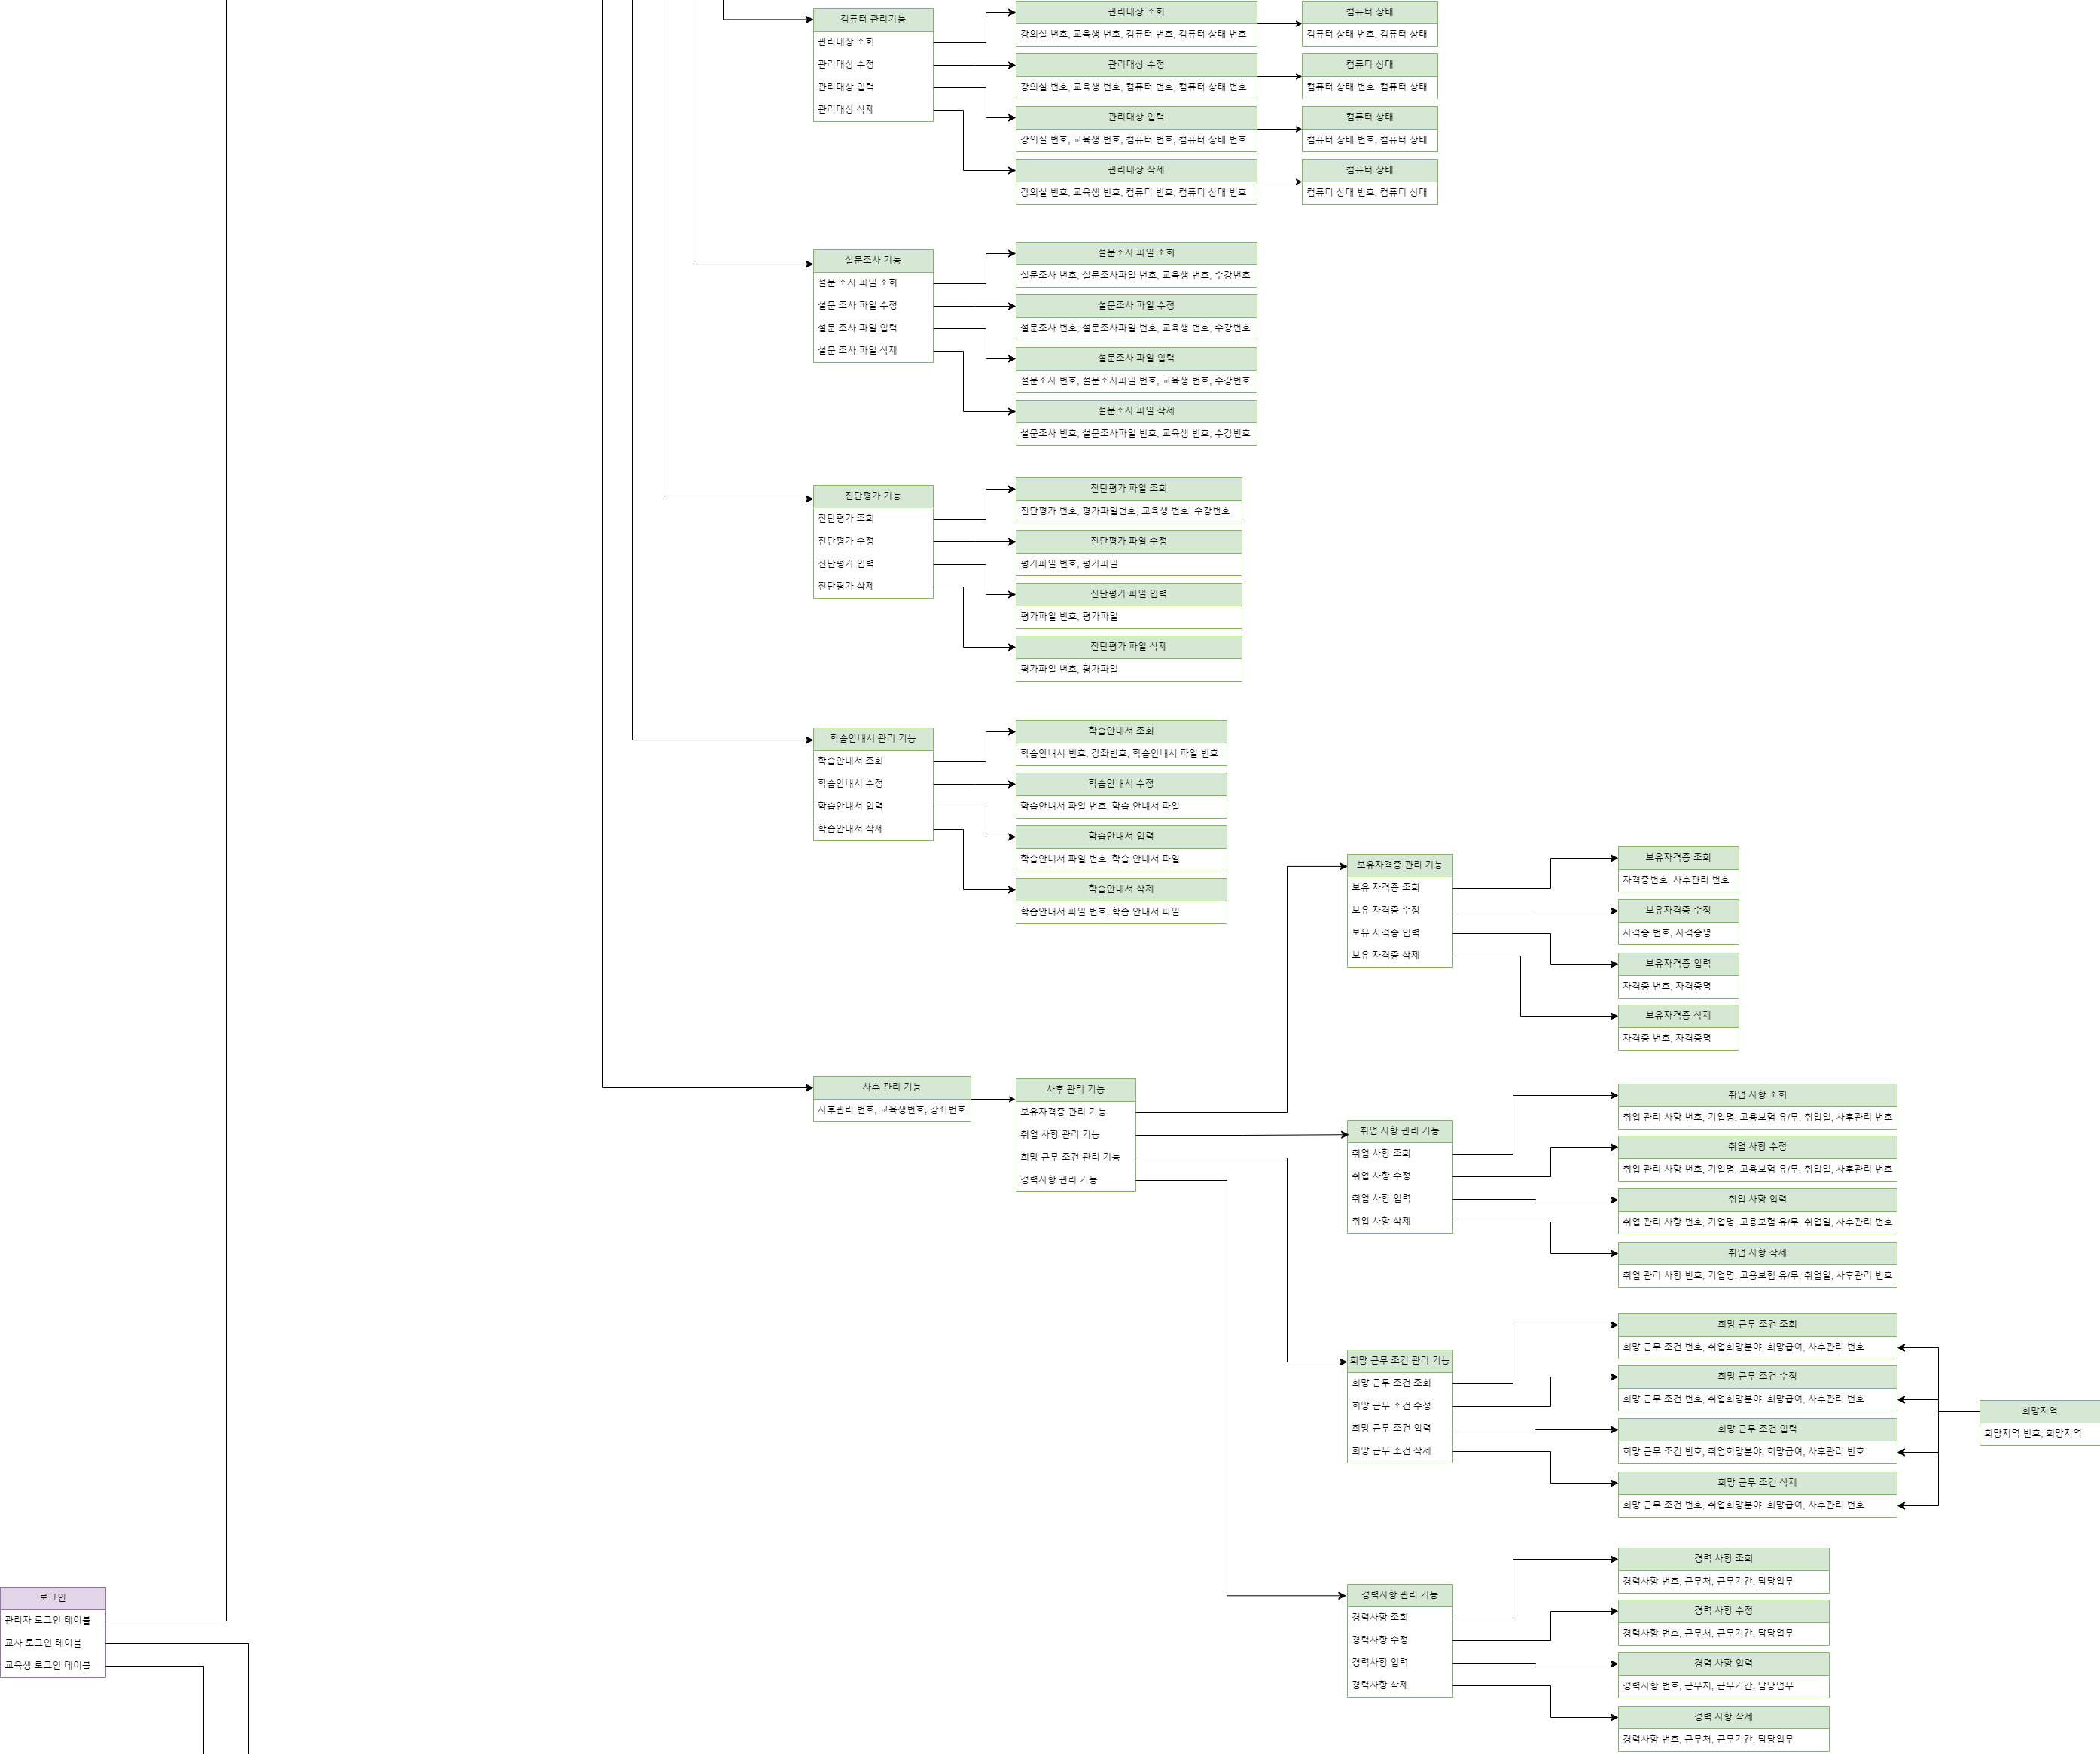 컴퓨터 관리기능
관리대상 조회
관리대상 수정
관리대상 입력
관리대상 삭제
관리대상 조회
강의실 번호, 교육생 번호, 컴퓨터 번호, 컴퓨터 상태 번호
컴퓨터 상태
컴퓨터 상태 번호, 컴퓨터 상태
관리대상 수정
강의실 번호, 교육생 번호, 컴퓨터 번호, 컴퓨터 상태 번호
컴퓨터 상태
컴퓨터 상태 번호, 컴퓨터 상태
관리대상 입력
강의실 번호, 교육생 번호, 컴퓨터 번호, 컴퓨터 상태 번호
컴퓨터 상태
컴퓨터 상태 번호, 컴퓨터 상태
관리대상 삭제
강의실 번호, 교육생 번호, 컴퓨터 번호, 컴퓨터 상태 번호
컴퓨터 상태
컴퓨터 상태 번호, 컴퓨터 상태
설문조사 기능
설문 조사 파일 조회
설문 조사 파일 수정
설문 조사 파일 입력
설문 조사 파일 삭제
설문조사 파일 조회
설문조사 번호, 설문조사파일 번호, 교육생 번호, 수강번호
설문조사 파일 수정
설문조사 번호, 설문조사파일 번호, 교육생 번호, 수강번호
설문조사 파일 입력
설문조사 번호, 설문조사파일 번호, 교육생 번호, 수강번호
설문조사 파일 삭제
설문조사 번호, 설문조사파일 번호, 교육생 번호, 수강번호
진단평가 기능
진단평가 조회
진단평가 수정
진단평가 입력
진단평가 삭제
진단평가 파일 조회
진단평가 번호, 평가파일번호, 교육생 번호, 수강번호
진단평가 파일 수정
평가파일 번호, 평가파일
진단평가 파일 입력
평가파일 번호, 평가파일
진단평가 파일 삭제
평가파일 번호, 평가파일
학습안내서 관리 기능
학습안내서 조회
학습안내서 수정
학습안내서 입력
학습안내서 삭제
학습안내서 조회
학습안내서 번호, 강좌번호, 학습안내서 파일 번호
학습안내서 수정
학습안내서 파일 번호, 학습 안내서 파일
학습안내서 입력
학습안내서 파일 번호, 학습 안내서 파일
학습안내서 삭제
학습안내서 파일 번호, 학습 안내서 파일
사후 관리 기능
사후관리 번호, 교육생번호, 강좌번호
사후 관리 기능
보유자격증 관리 기능
취업 사항 관리 기능
희망 근무 조건 관리 기능
경력사항 관리 기능
보유자격증 관리 기능
보유 자격증 조회
보유 자격증 수정
보유 자격증 입력
보유 자격증 삭제
보유자격증 조회
자격증번호, 사후관리 번호
보유자격증 수정
자격증 번호, 자격증명
보유자격증 입력
자격증 번호, 자격증명
보유자격증 삭제
자격증 번호, 자격증명
취업 사항 관리 기능
취업 사항 조회
취업 사항 수정
취업 사항 입력
취업 사항 삭제
취업 사항 조회
취업 관리 사항 번호, 기업명, 고용보험 유/무, 취업일, 사후관리 번호
취업 사항 수정
취업 관리 사항 번호, 기업명, 고용보험 유/무, 취업일, 사후관리 번호
취업 사항 입력
취업 관리 사항 번호, 기업명, 고용보험 유/무, 취업일, 사후관리 번호
취업 사항 삭제
취업 관리 사항 번호, 기업명, 고용보험 유/무, 취업일, 사후관리 번호
희망 근무 조건 관리 기능
희망 근무 조건 조회
희망 근무 조건 수정
희망 근무 조건 입력
희망 근무 조건 삭제
희망 근무 조건 조회
희망 근무 조건 번호, 취업희망분야, 희망급여, 사후관리 번호
희망 근무 조건 수정
희망 근무 조건 번호, 취업희망분야, 희망급여, 사후관리 번호
희망 근무 조건 입력
희망 근무 조건 번호, 취업희망분야, 희망급여, 사후관리 번호
희망 근무 조건 삭제
희망 근무 조건 번호, 취업희망분야, 희망급여, 사후관리 번호
희망지역
희망지역 번호, 희망지역
경력사항 관리 기능
경력사항 조회
경력사항 수정
경력사항 입력
경력사항 삭제
경력 사항 조회
경력사항 번호, 근무처, 근무기간, 담당업무
경력 사항 수정
경력사항 번호, 근무처, 근무기간, 담당업무
경력 사항 입력
경력사항 번호, 근무처, 근무기간, 담당업무
경력 사항 삭제
경력사항 번호, 근무처, 근무기간, 담당업무
로그인
관리자 로그인 테이블
교사 로그인 테이블
교육생 로그인 테이블